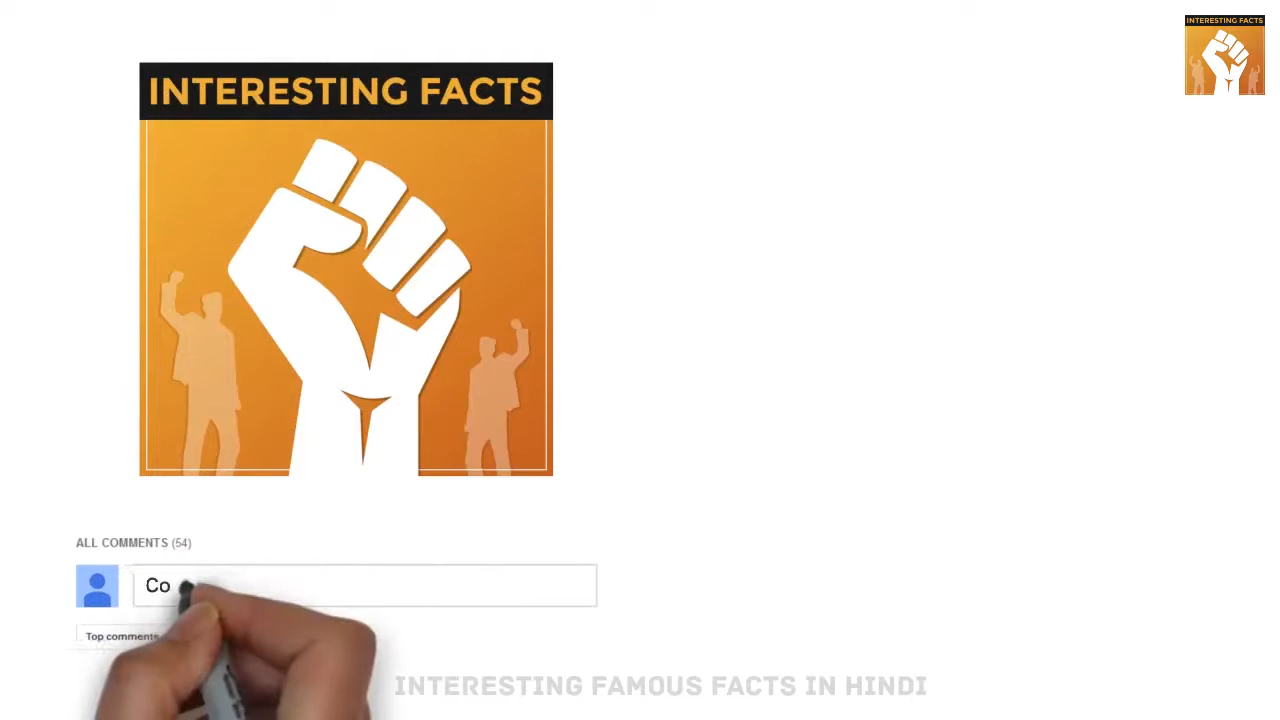 INTERESTING FACTS
INTERESTING FACTS
ALL COMMENTS (54)
Co
Top comments
INTERESTING FAMOUS FACTS IN HINDI